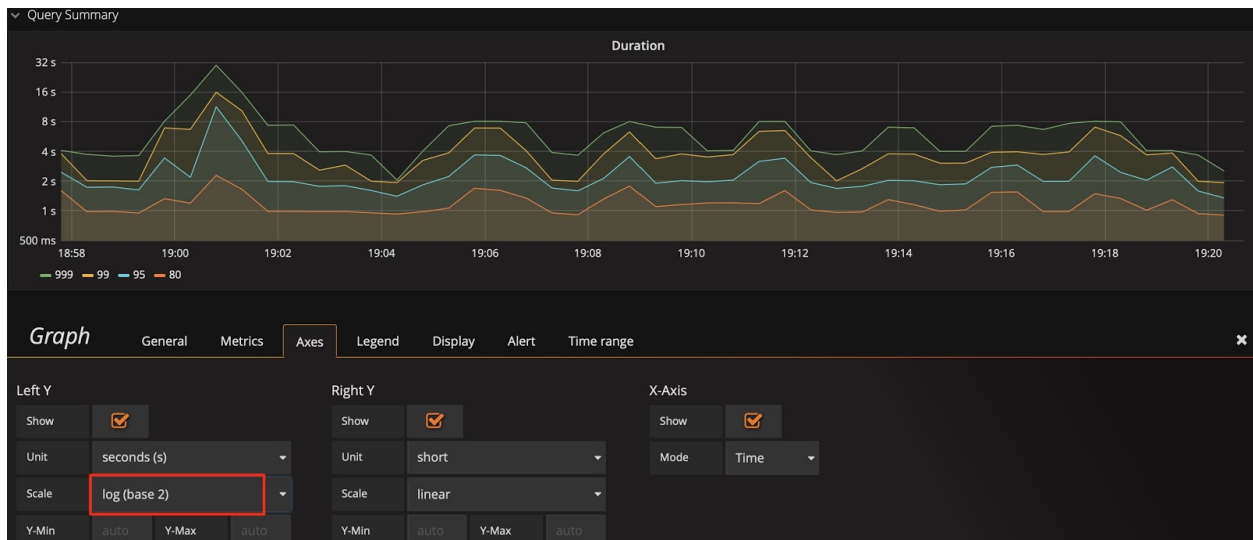 Query Summary
Duration
32 s
16 s
8 s
4 s
2 s
1 s
500 ms
18:58 19:00 19:02 19:04 19:06 19:08 19:10 19:12 19:14 19:16 19:18 19:20
999 99 95 80
Graph General Metrics Axes Legend Display Alert Time range
Left Y Right Y X-Axis
Show Show Show
Unit seconds (s) Unit short Mode Time
Scale log (base 2) Scale linear
Y-Min auto Y-Max auto Y-Min auto Y-Max auto